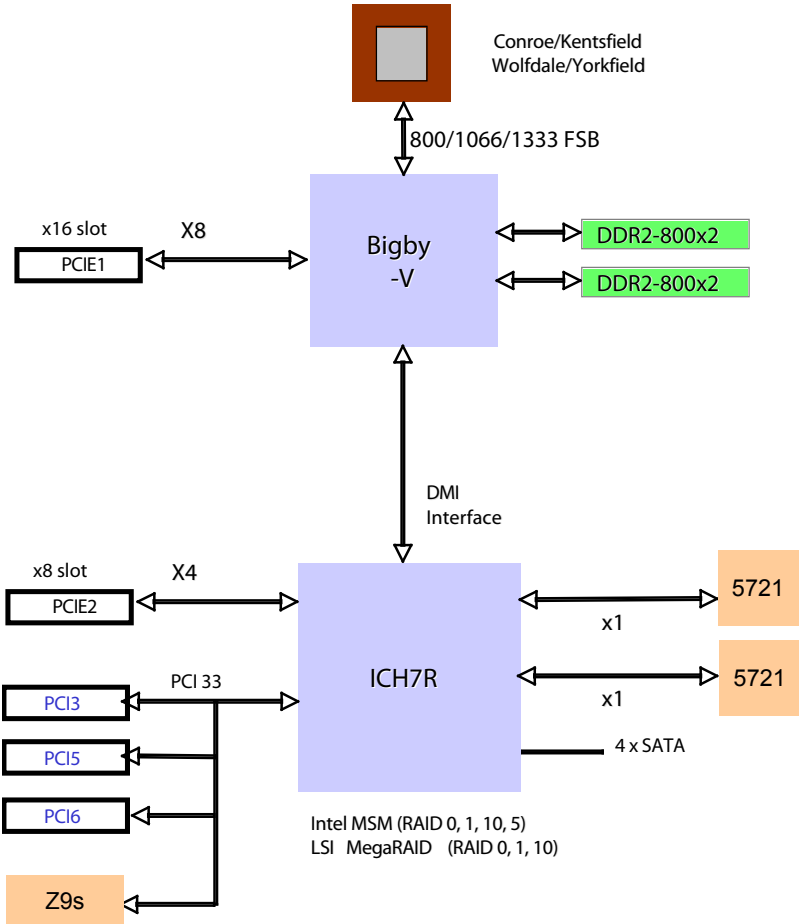 Conroe/Kentsfield
Wolfdale/Yorkfield
800/1066/1333 FSB
x16 slot
X8
PCIE1
Bigby
-V
DDR2-800x2
DDR2-800x2
DMI
Interface
x8 slot
X4
PCIE2
5721
x1
PCI 33
ICH7R
5721
x1
PCI3
PCI5
4 x SATA
PCI6
Intel MSM (RAID 0, 1, 10, 5)
LSI MegaRAID (RAID 0, 1, 10)
Z9s